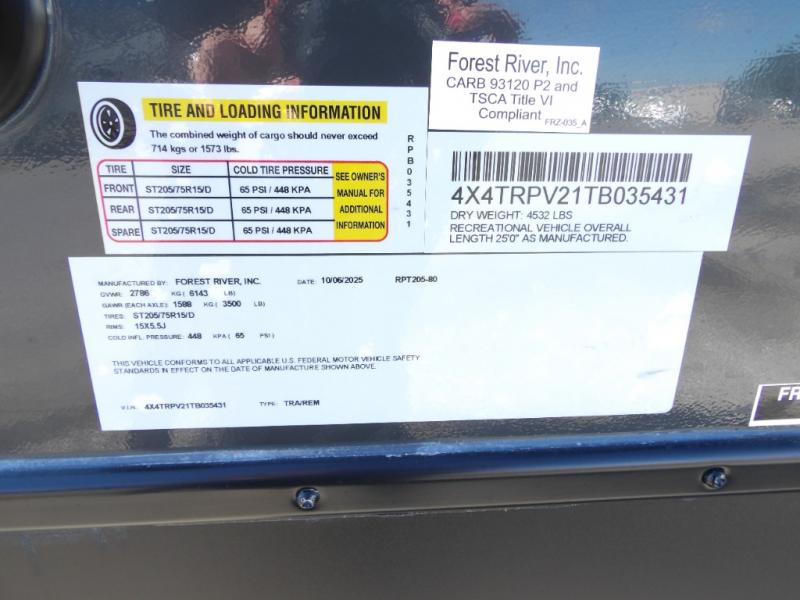 Forest River, Inc.
CARB 93120 P2 and
TSCA Title VI
Compliant
FRZ-035_A
TIRE AND LOADING INFORMATION
The combined weight of cargo should never exceed
714 kgs or 1573 lbs.
TIRE SIZE COLD TIRE PRESSURE
FRONT ST205/75R15/D 65 PSI / 448 KPA
REAR ST205/75R15/D 65 PSI / 448 KPA
SPARE ST205/75R15/D 65 PSI / 448 KPA
SEE OWNER'S
MANUAL FOR
ADDITIONAL
INFORMATION
RPB035431
4X4TRPV21TB035431
DRY WEIGHT: 4532 LBS
RECREATIONAL VEHICLE OVERALL
LENGTH 25'0" AS MANUFACTURED.
MANUFACTURED BY: FOREST RIVER, INC. DATE: 10/06/2025 RPT205-80
GVWR: 2786 KG ( 6143 LB)
GAWR (EACH AXLE): 1588 KG ( 3500 LB)
TIRES: ST205/75R15/D
RIMS: 15X5.5J
COLD INFL. PRESSURE: 448 KPA ( 65 PSI )
THIS VEHICLE CONFORMS TO ALL APPLICABLE U.S. FEDERAL MOTOR VEHICLE SAFETY
STANDARDS IN EFFECT ON THE DATE OF MANUFACTURE SHOWN ABOVE.
V.I.N.: 4X4TRPV21TB035431 TYPE: TRA/REM
FR